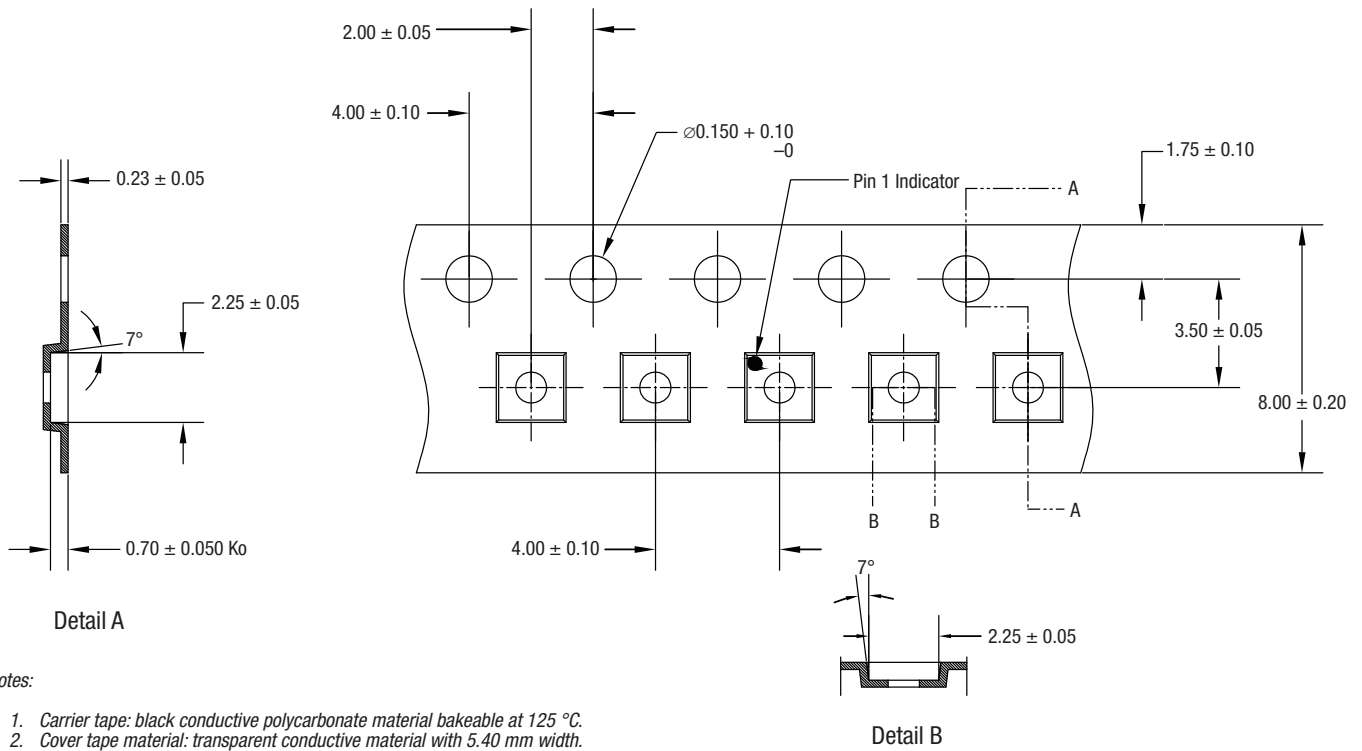 2.00 ± 0.05
4.00 ± 0.10
∅0.150 + 0.10
–0
1.75 ± 0.10
0.23 ± 0.05
Pin 1 Indicator
A
2.25 ± 0.05
7°
3.50 ± 0.05
8.00 ± 0.20
B B
A
0.70 ± 0.050 Ko
4.00 ± 0.10
7°
Detail A
2.25 ± 0.05
otes:
1. Carrier tape: black conductive polycarbonate material bakeable at 125 °C.
2. Cover tape material: transparent conductive material with 5.40 mm width.
Detail B